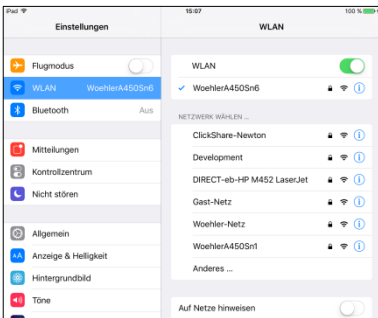 iPad 15:07 100 %
Einstellungen
WLAN
Flugmodus
WLAN WoehlerA450Sn6
Bluetooth Aus
Mitteilungen
Kontrollzentrum
Nicht stören
Allgemein
Anzeige & Helligkeit
Hintergrundbild
Töne
WLAN
WoehlerA450Sn6
NETZWERK WÄHLEN ...
ClickShare-Newton
Development
DIRECT-eb-HP M452 LaserJet
Gast-Netz
Woehler-Netz
WoehlerA450Sn1
Anderes ...
Auf Netze hinweisen